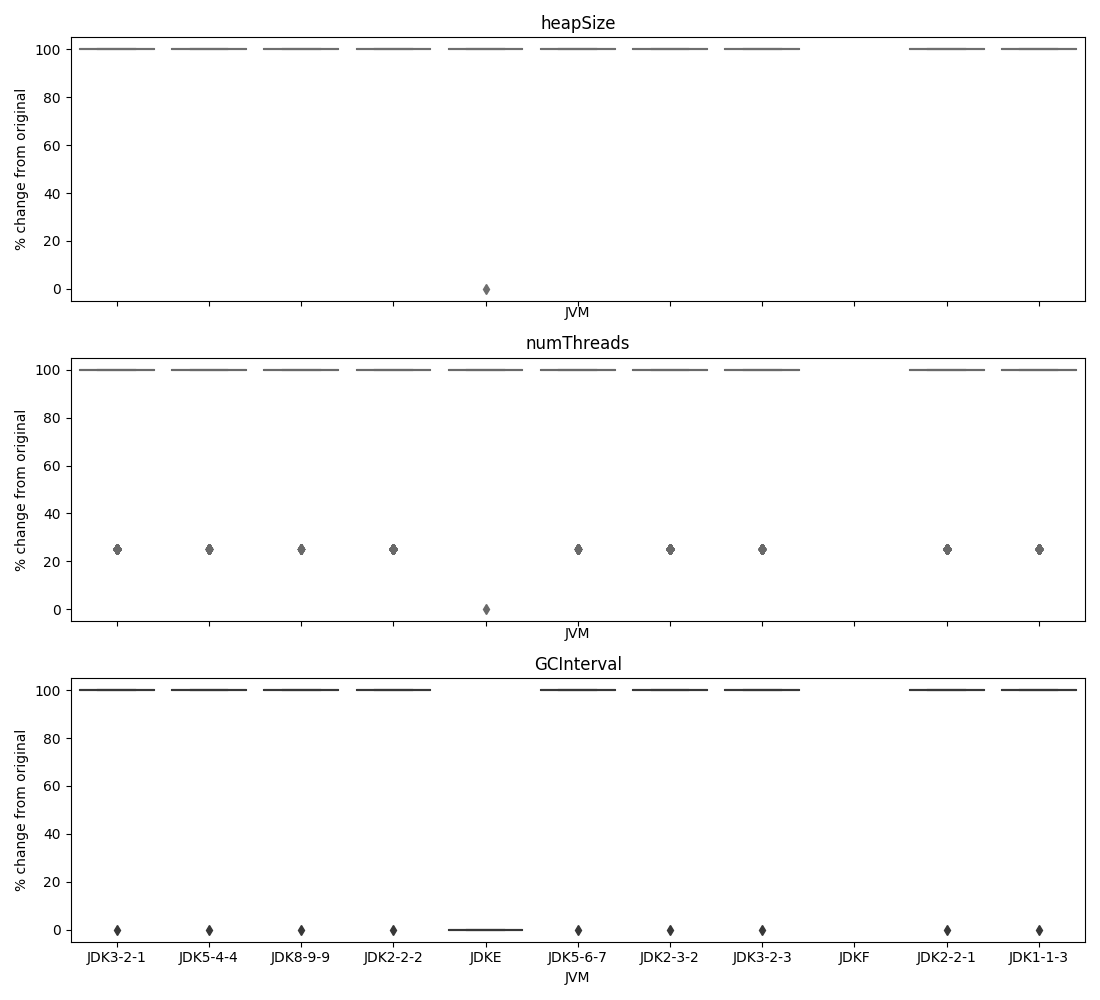 heapSize
100
80
60
40
20
0
% change from original
JVM
numThreads
100
80
60
40
20
0
% change from original
JVM
GCInterval
100
80
60
40
20
0
% change from original
JDK3-2-1 JDK5-4-4 JDK8-9-9 JDK2-2-2 JDKE JDK5-6-7 JDK2-3-2 JDK3-2-3 JDKF JDK2-2-1 JDK1-1-3
JVM